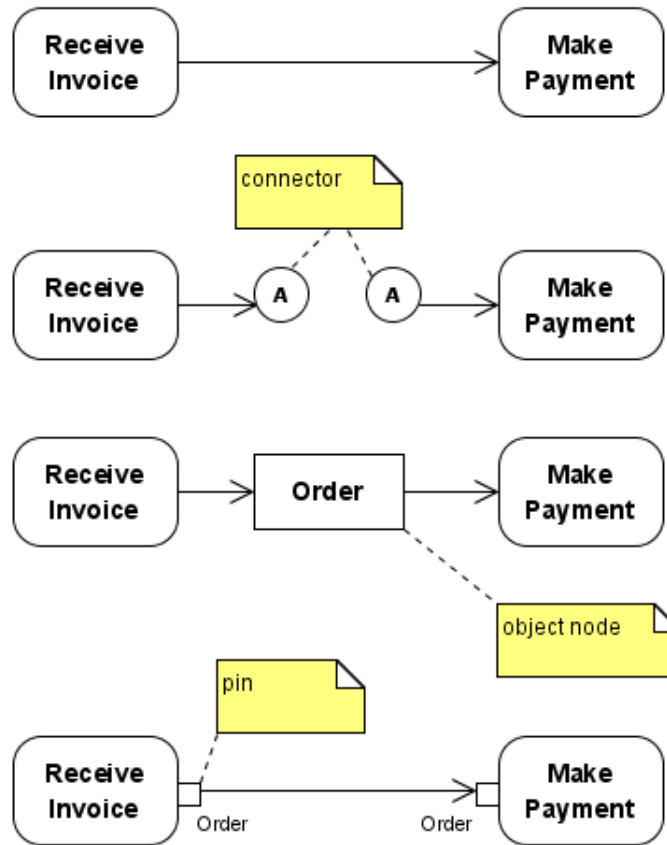 Receive
Invoice
Make
Payment
connector
Receive
Invoice
A
A
Make
Payment
Receive
Invoice
Order
Make
Payment
object node
pin
Receive
Invoice
Order
Order
Make
Payment